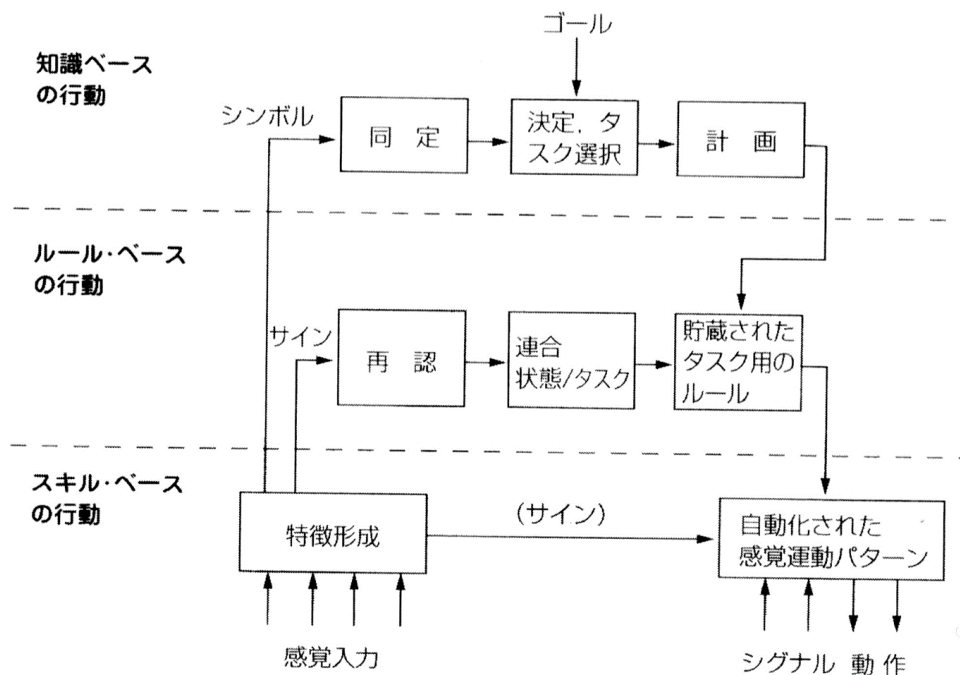 ゴール
知識ベース
の行動
シンボル
同 定
決定，タ
スク選択
計 画
ルール・ベース
の行動
サイン
再 認
連合
状態/タスク
貯蔵された
タスク用の
ルール
スキル・ベース
の行動
特徴形成
(サイン)
自動化された
感覚運動パターン
感覚入力
シグナル 動 作